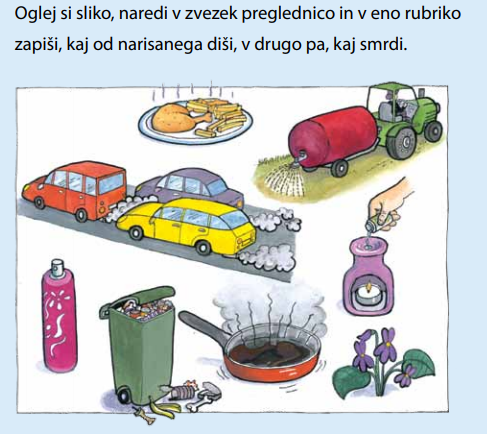 Oglej si sliko, naredi v zvezek preglednico in v eno rubriko
zapiši, kaj od narisanega diši, v drugo pa, kaj smrdi.